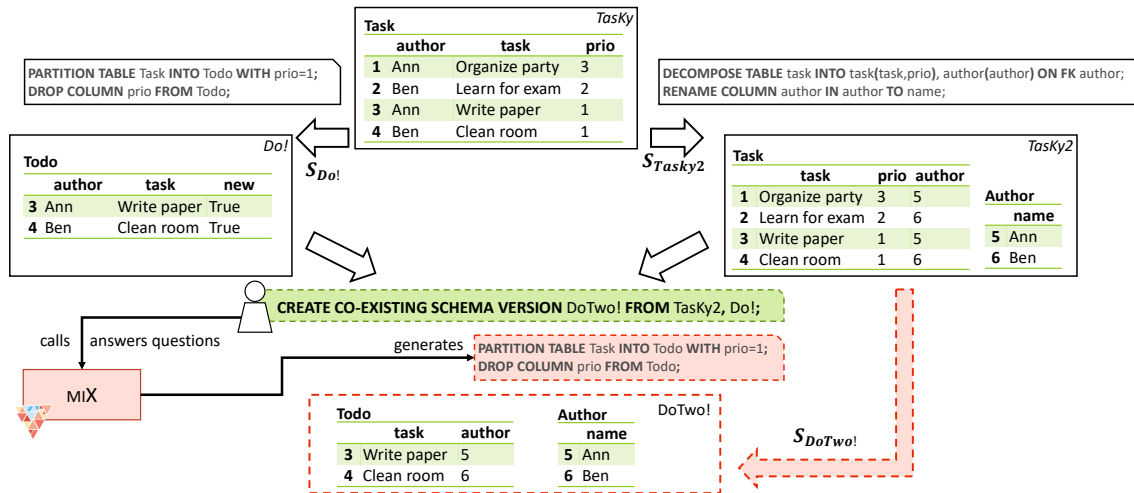 TasKy
Task
author task prio
1 Ann Organize party 3
2 Ben Learn for exam 2
3 Ann Write paper 1
4 Ben Clean room 1
PARTITION TABLE Task INTO Todo WITH prio=1;
DROP COLUMN prio FROM Todo;
DECOMPOSE TABLE task INTO task(task,prio), author(author) ON FK author;
RENAME COLUMN author IN author TO name;
S_Do!
S_Tasky2
Do!
Todo
author task new
3 Ann Write paper True
4 Ben Clean room True
TasKy2
Task
task prio author
1 Organize party 3 5
2 Learn for exam 2 6
3 Write paper 1 5
4 Clean room 1 6
Author
name
5 Ann
6 Ben
CREATE CO-EXISTING SCHEMA VERSION DoTwo! FROM TasKy2, Do!;
calls answers questions
generates
PARTITION TABLE Task INTO Todo WITH prio=1;
DROP COLUMN prio FROM Todo;
MIX
DoTwo!
Todo
task author
3 Write paper 5
4 Clean room 6
Author
name
5 Ann
6 Ben
S_DoTwo!